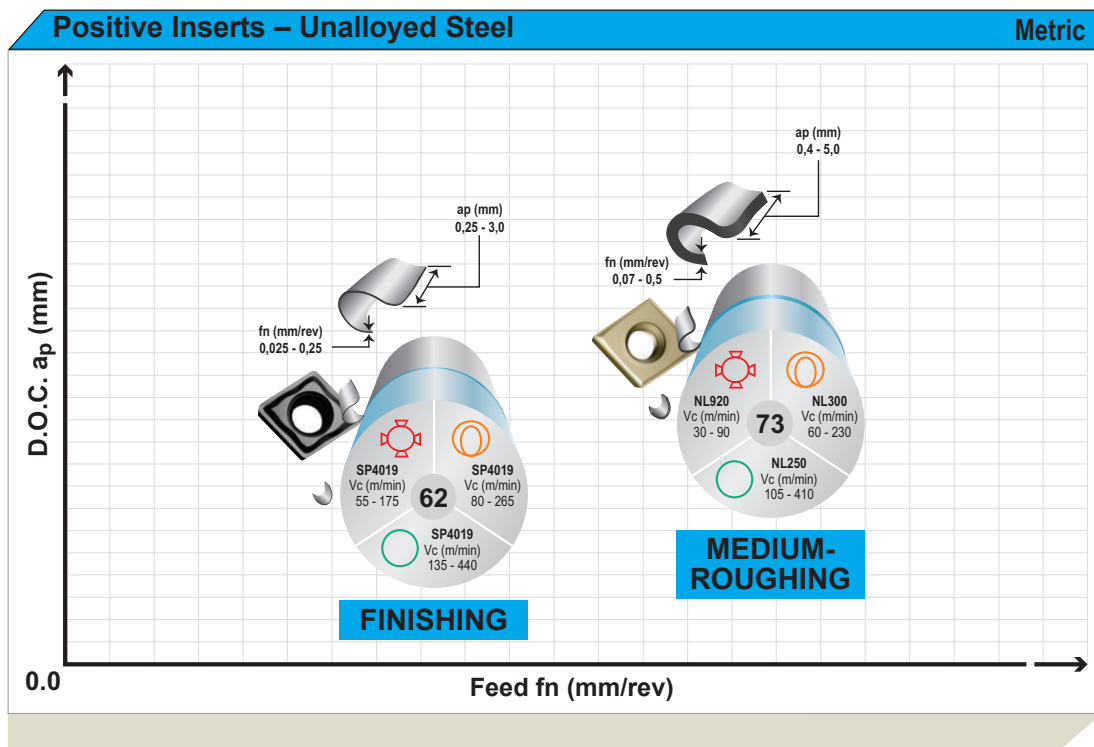 Positive Inserts – Unalloyed Steel
Metric
D.O.C. ap (mm)
ap (mm)
0,25 - 3,0
fn (mm/rev)
0,025 - 0,25
SP4019
Vc (m/min)
55 - 175
SP4019
Vc (m/min)
80 - 265
62
SP4019
Vc (m/min)
135 - 440
FINISHING
ap (mm)
0,4 - 5,0
fn (mm/rev)
0,07 - 0,5
NL920
Vc (m/min)
30 - 90
NL300
Vc (m/min)
60 - 230
73
NL250
Vc (m/min)
105 - 410
MEDIUM-
ROUGHING
0.0
Feed fn (mm/rev)